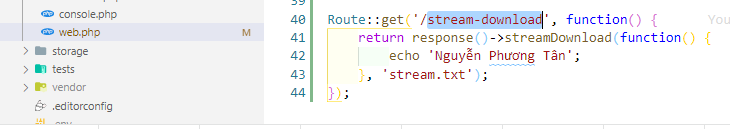 console.php
web.php
M
storage
tests
vendor
.editorconfig
40 Route::get('/stream-download', function() {
41 return response()->streamDownload(function() {
42 echo 'Nguyễn Phương Tân';
43 }, 'stream.txt');
44 });